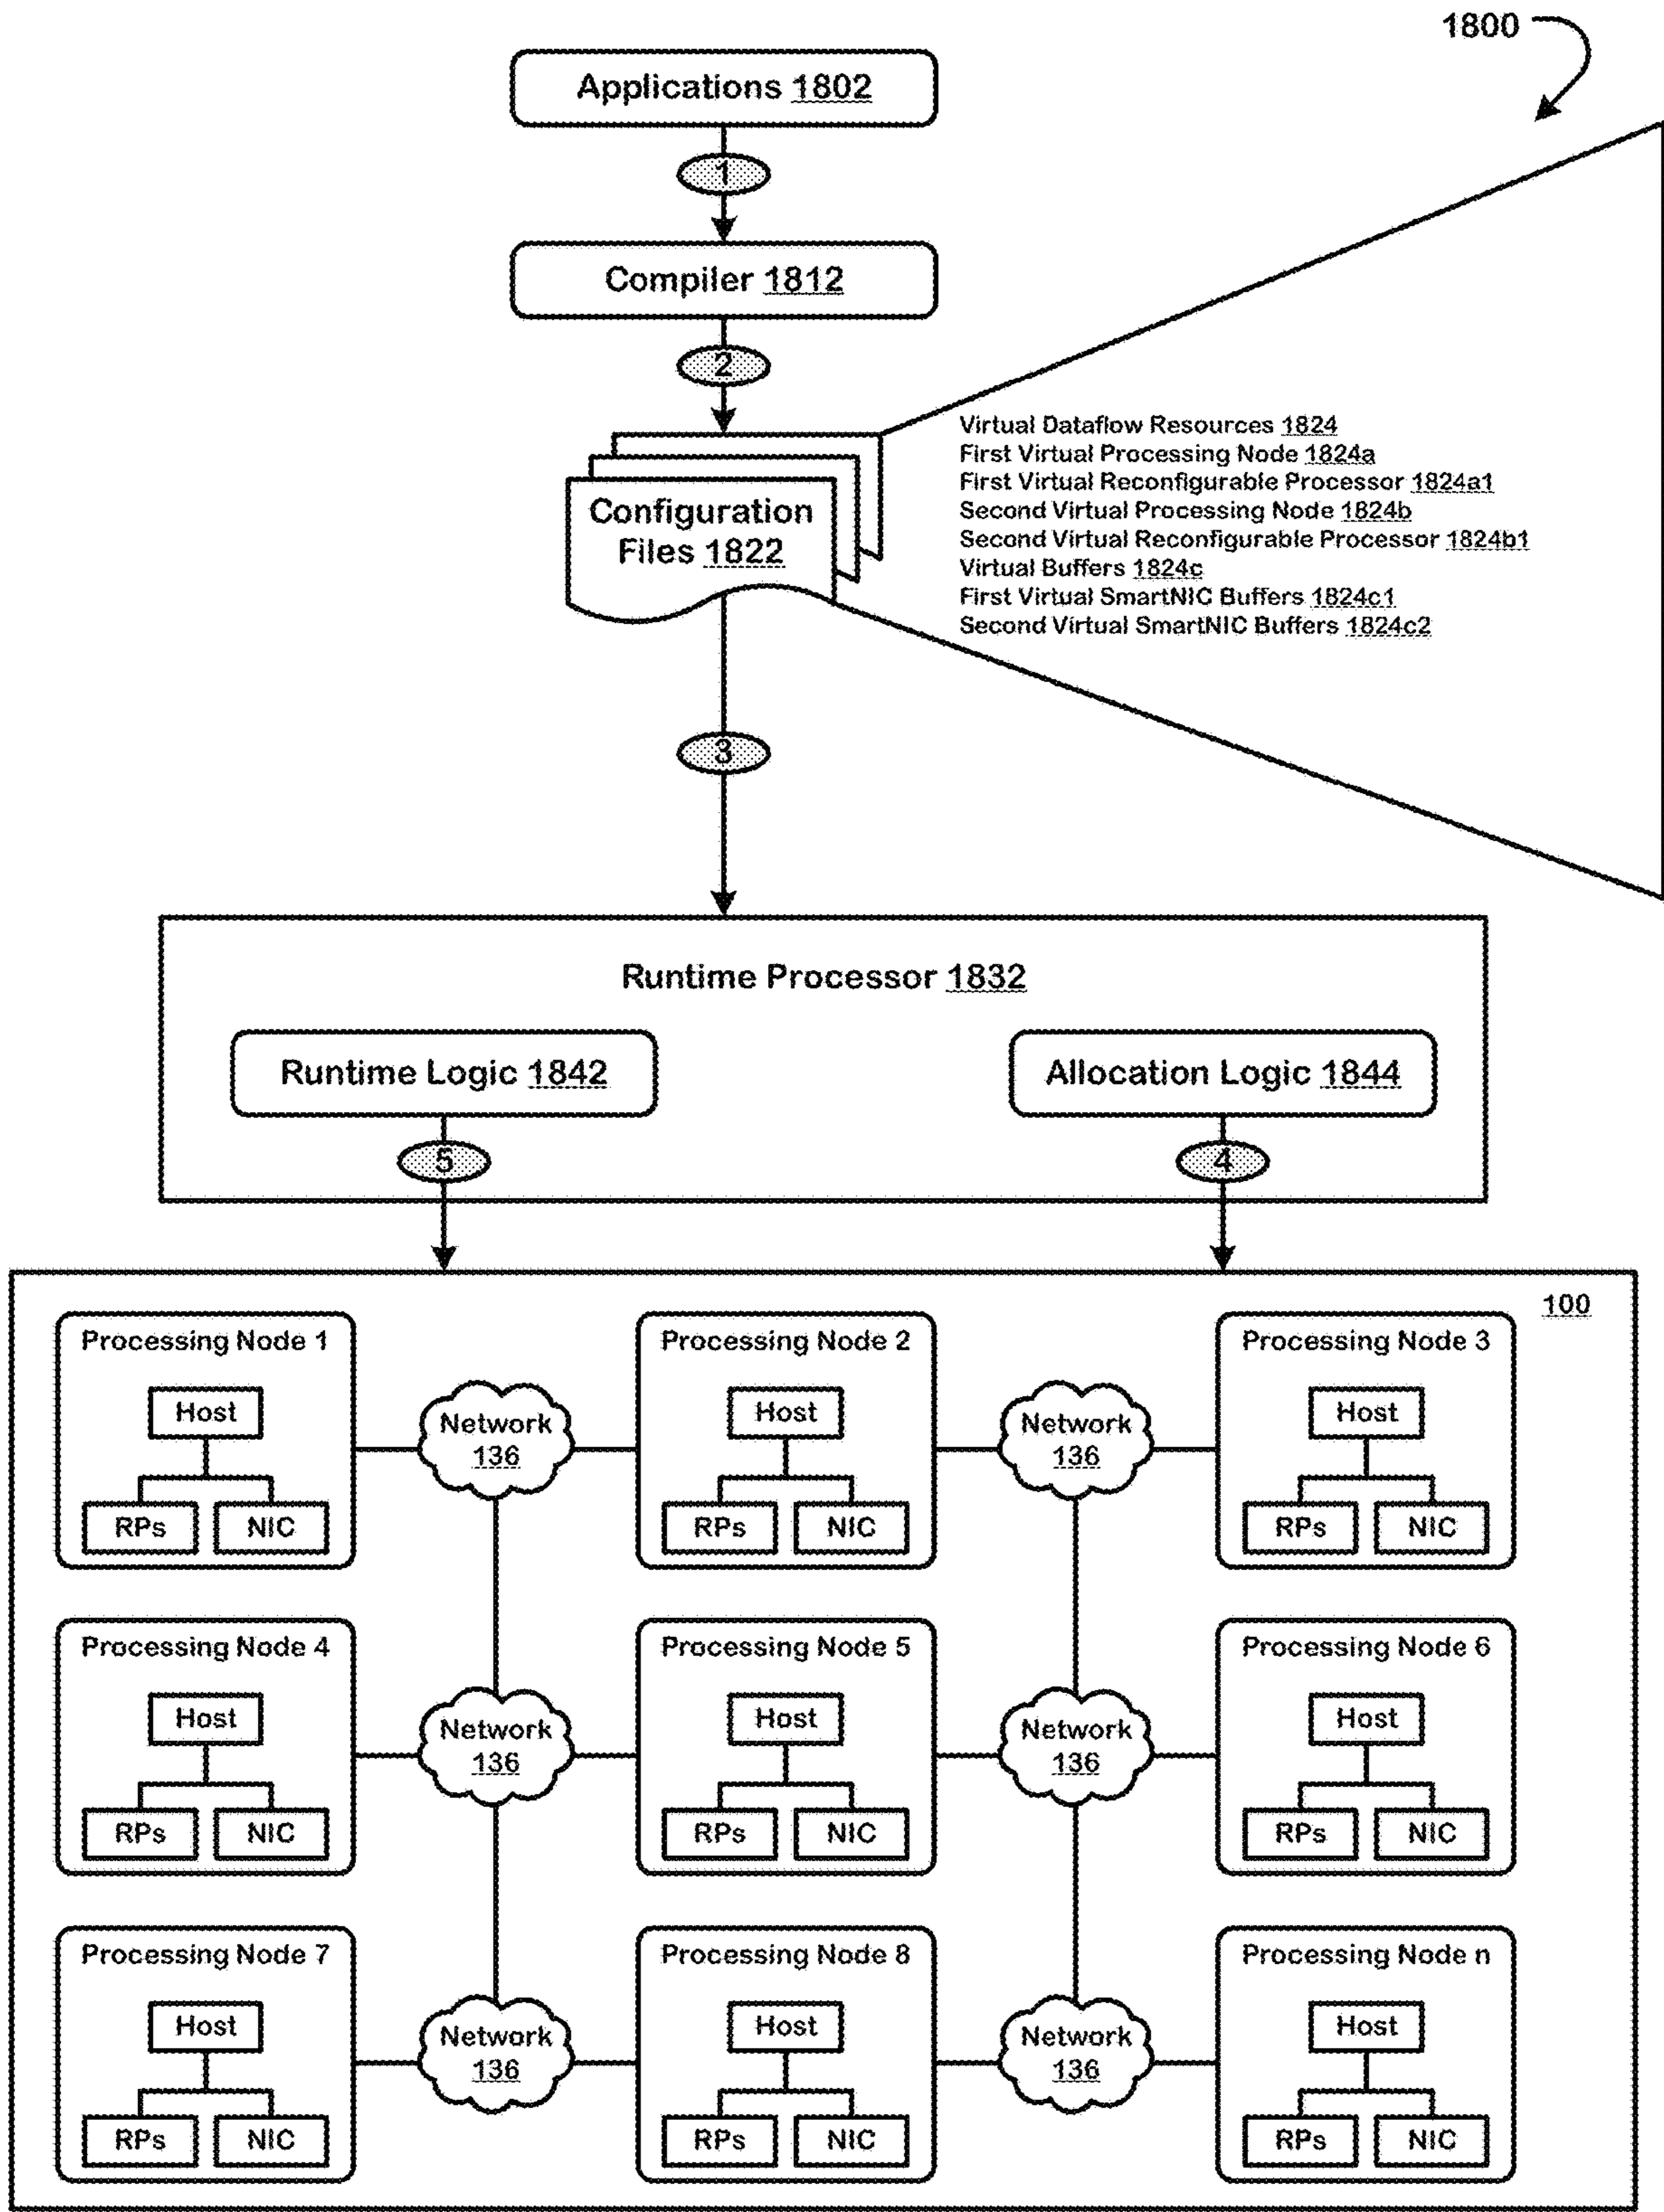 1800
Applications 1802
1
Compiler 1812
2
Configuration
Files 1822
Virtual Dataflow Resources 1824
First Virtual Processing Node 1824a
First Virtual Reconfigurable Processor 1824a1
Second Virtual Processing Node 1824b
Second Virtual Reconfigurable Processor 1824b1
Virtual Buffers 1824c
First Virtual SmartNIC Buffers 1824c1
Second Virtual SmartNIC Buffers 1824c2
3
Runtime Processor 1832
Runtime Logic 1842
Allocation Logic 1844
5
4
100
Processing Node 1
Host
RPs
NIC
Network
136
Processing Node 2
Host
RPs
NIC
Network
136
Processing Node 3
Host
RPs
NIC
Processing Node 4
Host
RPs
NIC
Network
136
Processing Node 5
Host
RPs
NIC
Network
136
Processing Node 6
Host
RPs
NIC
Processing Node 7
Host
RPs
NIC
Network
136
Processing Node 8
Host
RPs
NIC
Network
136
Processing Node n
Host
RPs
NIC